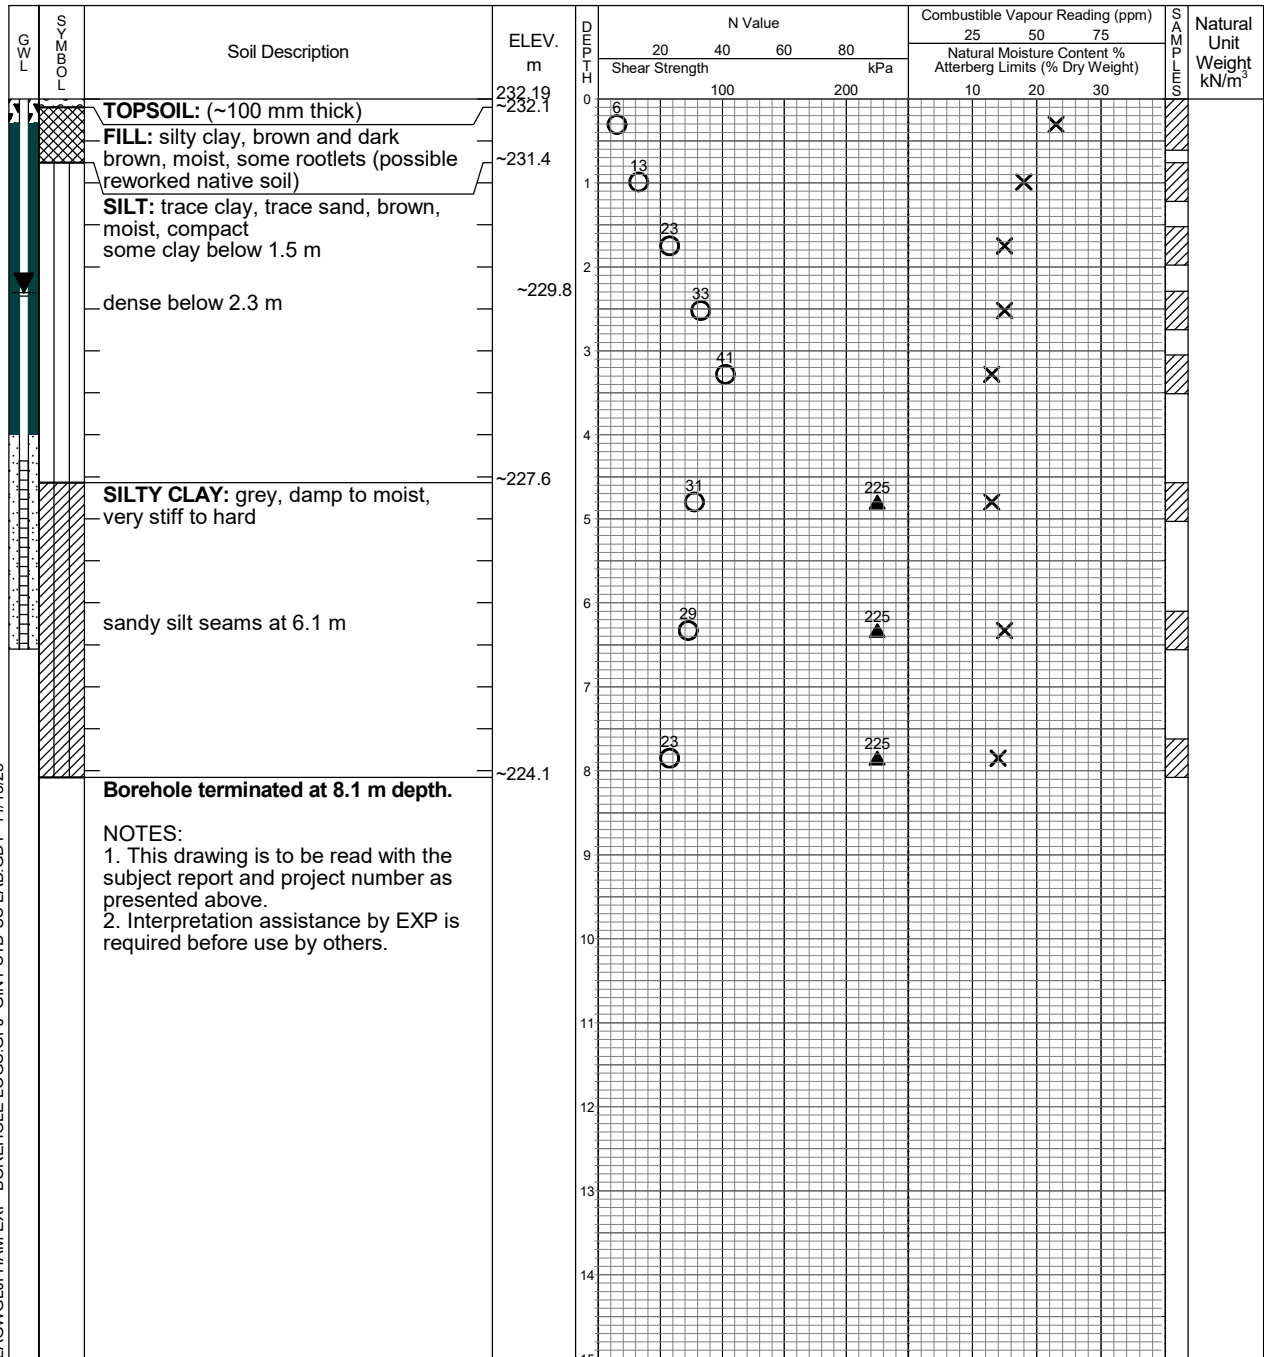 GWL
SYMBOL
Soil Description
ELEV.
m
DEPTH
N Value
20 40 60 80
Shear Strength kPa
100 200
Combustible Vapour Reading (ppm)
25 50 75
Natural Moisture Content %
Atterberg Limits (% Dry Weight)
10 20 30
SAMPLES
Natural
Unit
Weight
kN/m³
232.19
0
TOPSOIL: (~100 mm thick)
~232.1
6
FILL: silty clay, brown and dark
brown, moist, some rootlets (possible
reworked native soil)
~231.4
13
1
SILT: trace clay, trace sand, brown,
moist, compact
some clay below 1.5 m
23
2
~229.8
dense below 2.3 m
33
3
41
4
~227.6
SILTY CLAY: grey, damp to moist,
very stiff to hard
31 225
5
6
sandy silt seams at 6.1 m
29 225
7
23 225
8
~224.1
Borehole terminated at 8.1 m depth.
NOTES:
1. This drawing is to be read with the
subject report and project number as
presented above.
2. Interpretation assistance by EXP is
required before use by others.
9
10
11
12
13
14